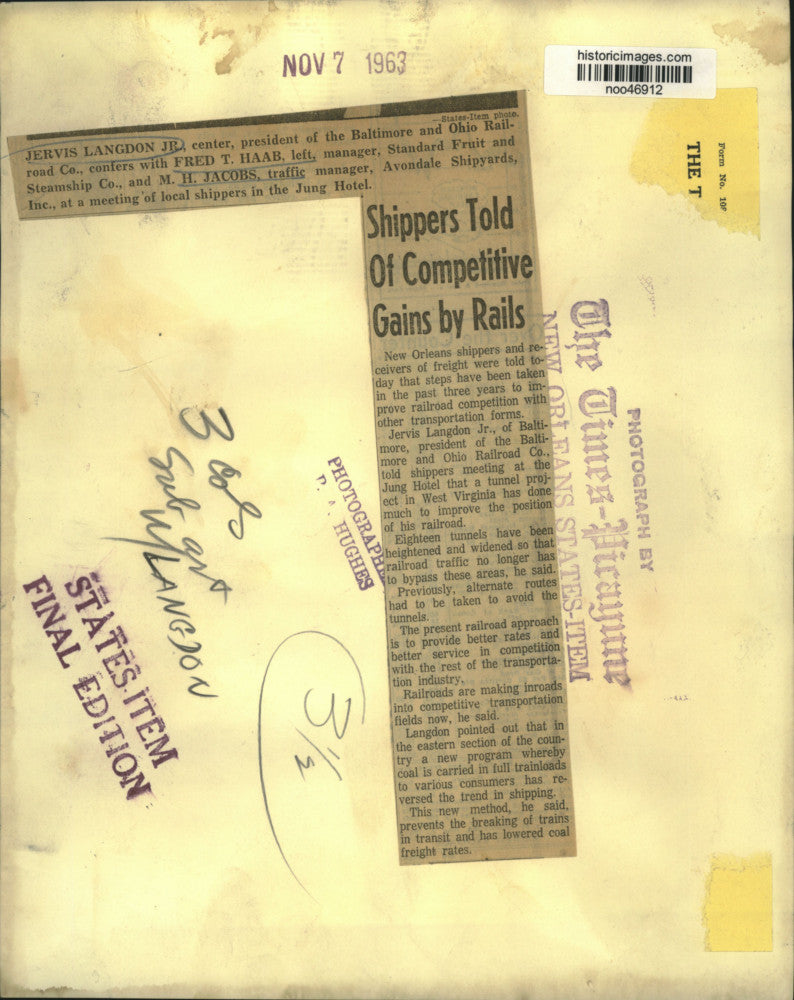 NOV 7 1963
historicimages.com
noo46912
Form No. 10P
THE T
—States-Item photo.
JERVIS LANGDON JR., center, president of the Baltimore and Ohio Rail-
road Co., confers with FRED T. HAAB, left, manager, Standard Fruit and
Steamship Co., and M. H. JACOBS, traffic manager, Avondale Shipyards,
Inc., at a meeting of local shippers in the Jung Hotel.
Shippers Told
Of Competitive
Gains by Rails
New Orleans shippers and re-
ceivers of freight were told to-
day that steps have been taken
in the past three years to im-
prove railroad competition with
other transportation forms.
Jervis Langdon Jr., of Balti-
more, president of the Balti-
more and Ohio Railroad Co.,
told shippers meeting at the
Jung Hotel that a tunnel proj-
ect in West Virginia has done
much to improve the position
of his railroad.
Eighteen tunnels have been
heightened and widened so that
railroad traffic no longer has
to bypass these areas, he said.
Previously, alternate routes
had to be taken to avoid the
tunnels.
The present railroad approach
is to provide better rates and
better service in competition
with the rest of the transporta-
tion industry.
Railroads are making inroads
into competitive transportation
fields now, he said.
Langdon pointed out that in
the eastern section of the coun-
try a new program whereby
coal is carried in full trainloads
to various consumers has re-
versed the trend in shipping.
This new method, he said,
prevents the breaking of trains
in transit and has lowered coal
freight rates.
PHOTOGRAPH BY
The Times-Picayune
NEW ORLEANS STATES-ITEM
PHOTOGRAPHE
P. A. HUGHES
3 cols
Sub art
W/LANGDON
STATES-ITEM
FINAL EDITION
3 1/2